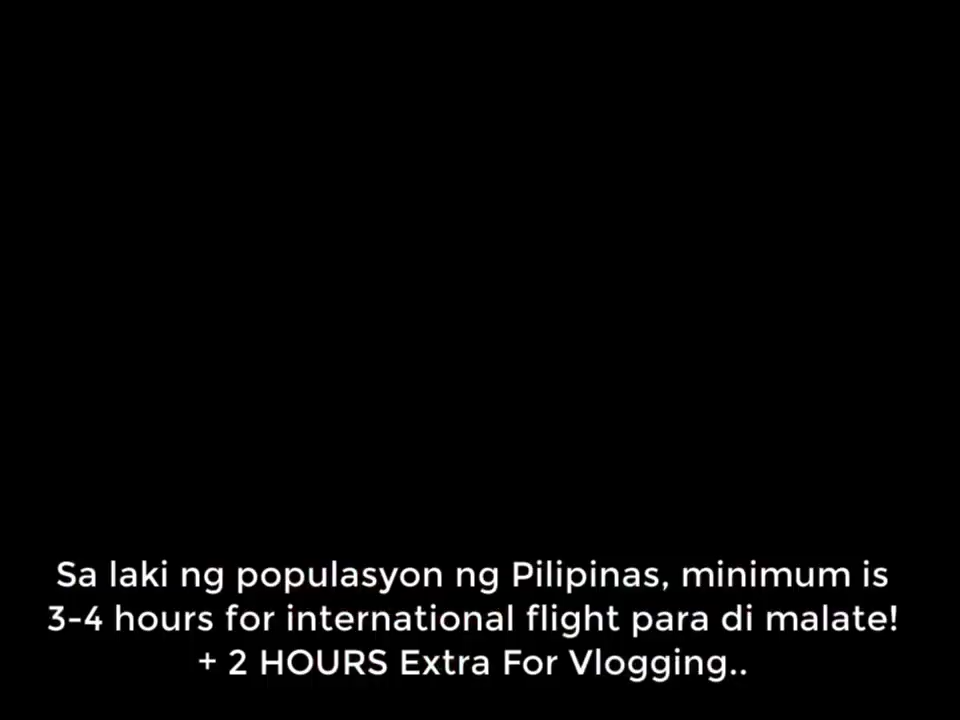 Sa laki ng populasyon ng Pilipinas, minimum is
3-4 hours for international flight para di malate!
+ 2 HOURS Extra For Vlogging..